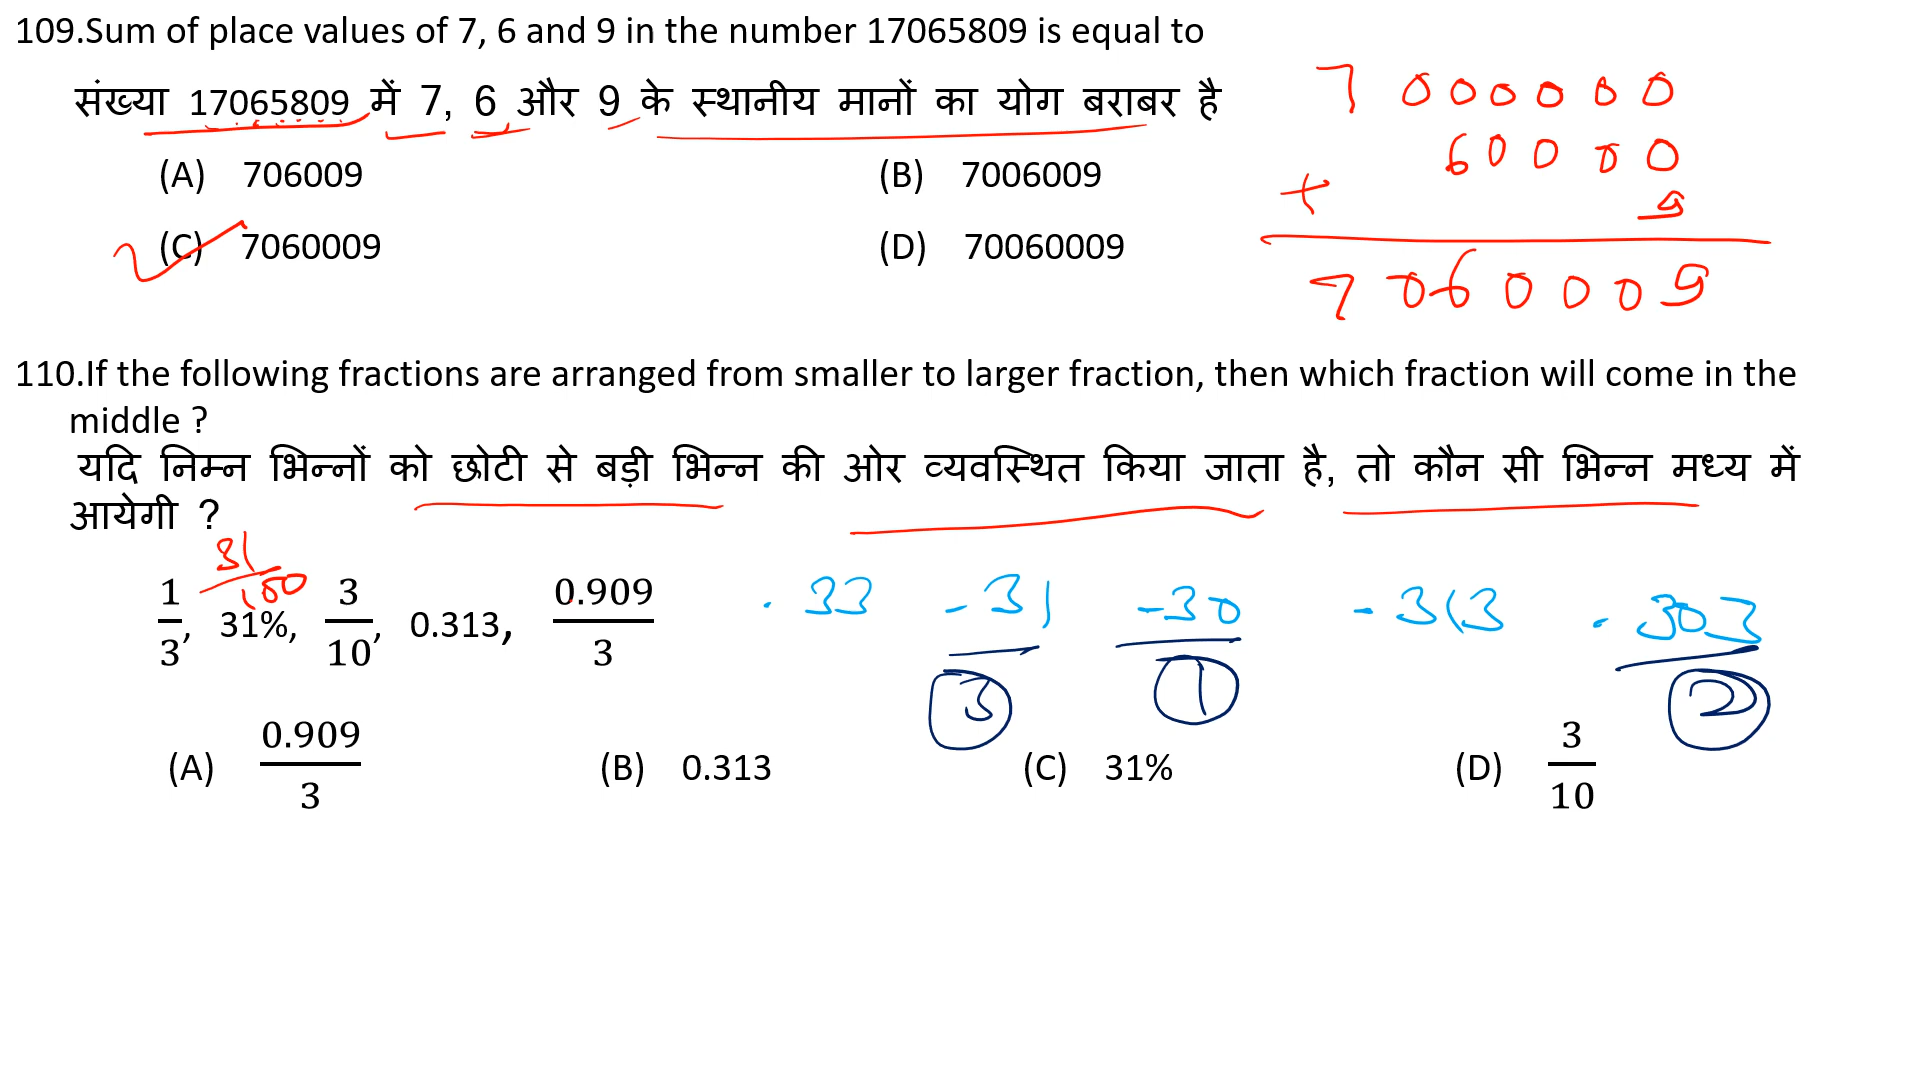 109.Sum of place values of 7, 6 and 9 in the number 17065809 is equal to
संख्या 17065809 में 7, 6 और 9 के स्थानीय मानों का योग बराबर है
7000000
60000
+ 9
7060009
(A) 706009 (B) 7006009
(C) 7060009 (D) 70060009
110.If the following fractions are arranged from smaller to larger fraction, then which fraction will come in the
middle ?
यदि निम्न भिन्नों को छोटी से बड़ी भिन्न की ओर व्यवस्थित किया जाता है, तो कौन सी भिन्न मध्य में
आयेगी ?
31/100
1/3, 31%, 3/10, 0.313, 0.909/3 .33 .31 .30 .313 .303
3 1 2
(A) 0.909/3 (B) 0.313 (C) 31% (D) 3/10